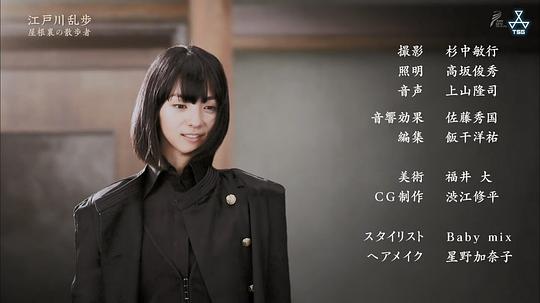 江戸川乱歩
屋根裏の散歩者
TSG
撮影 杉中敏行
照明 高坂俊秀
音声 上山隆司
音響効果 佐藤秀国
編集 飯干洋祐
美術 福井 大
CG制作 渋江修平
スタイリスト Baby mix
ヘアメイク 星野加奈子